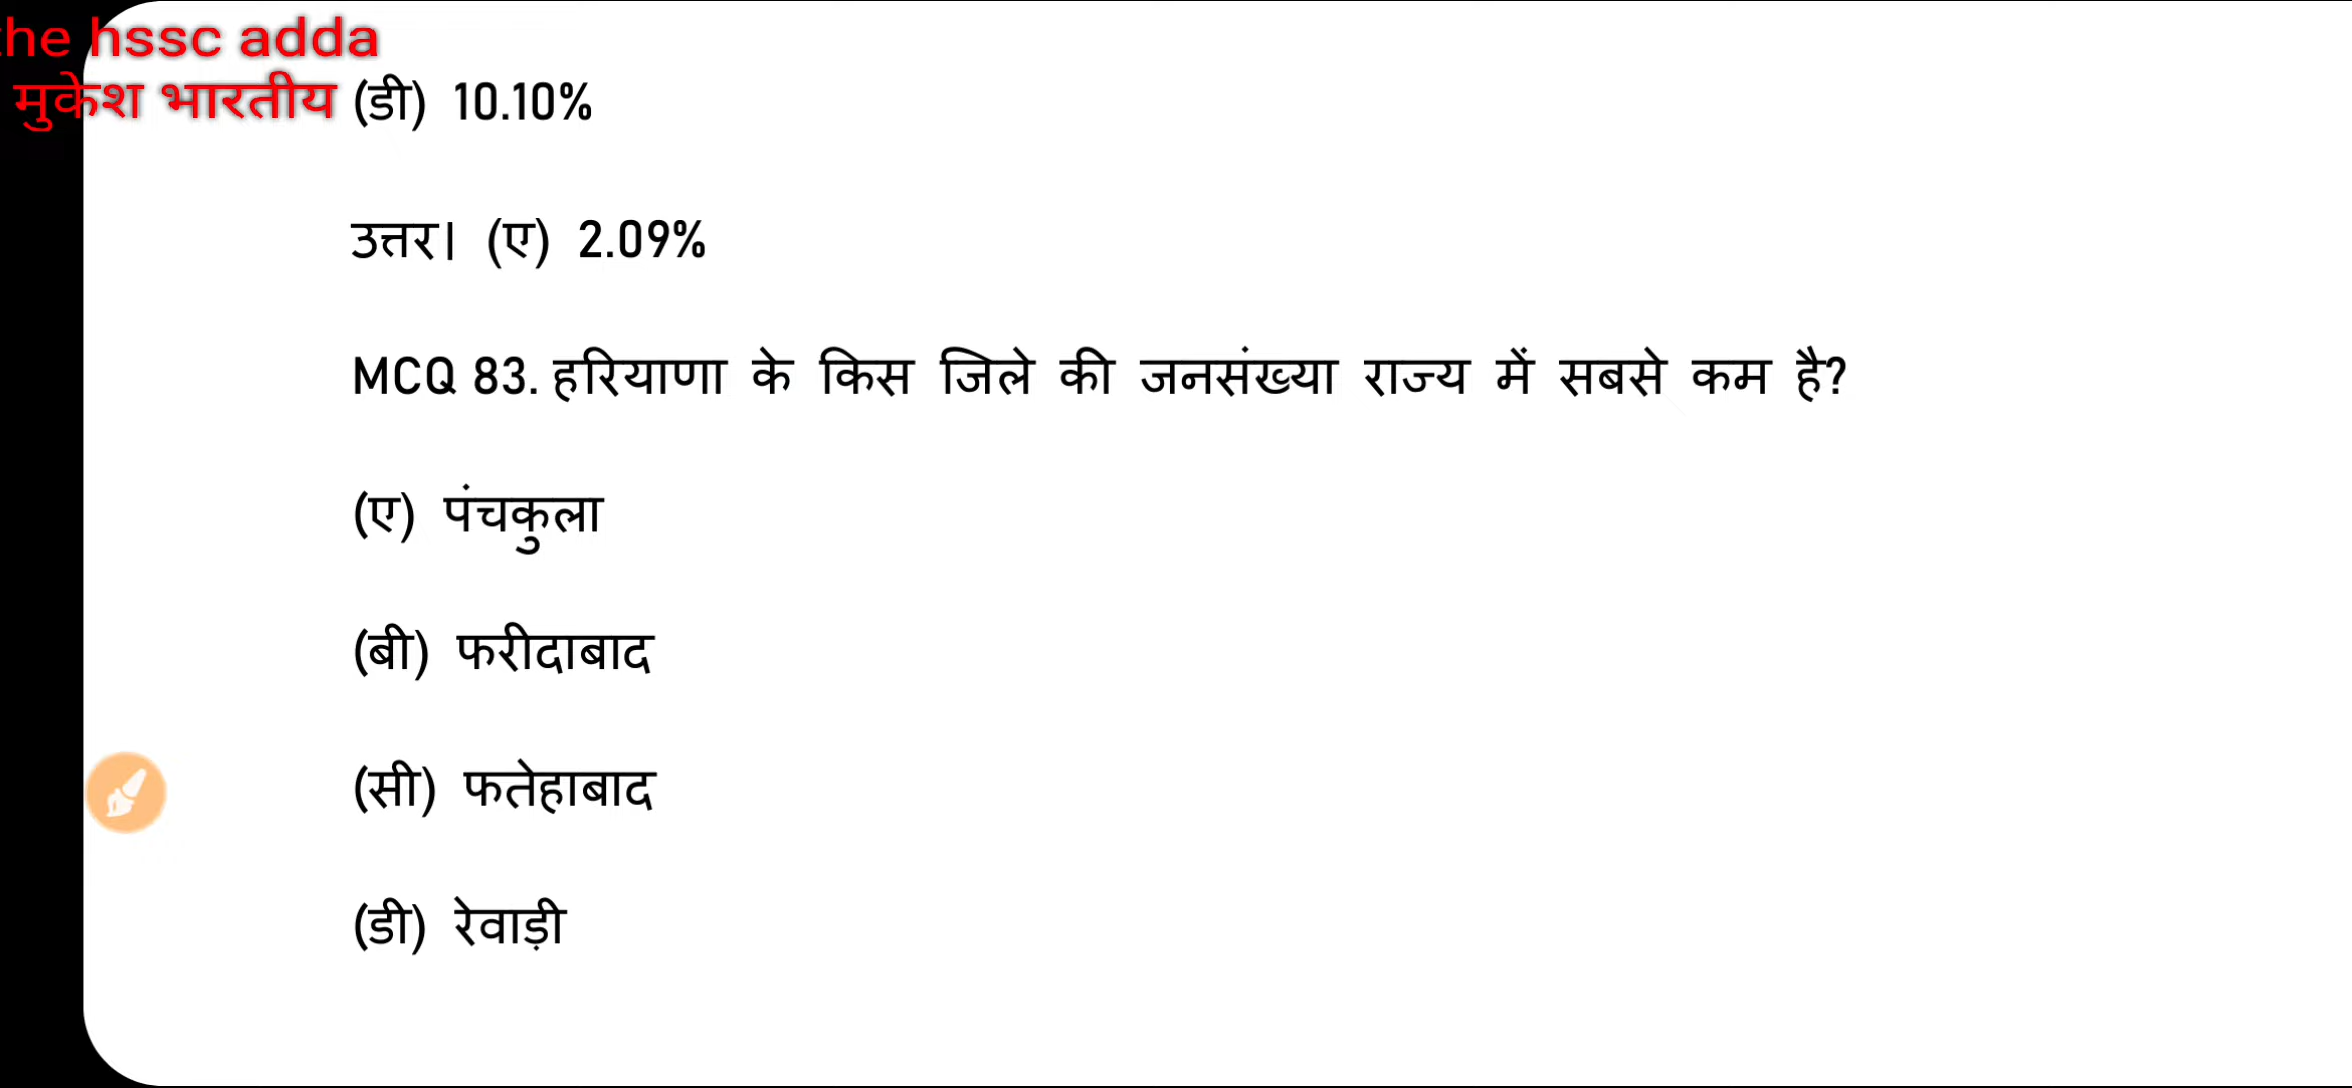 he hssc adda
मुकेश भारतीय (डी) 10.10%
उत्तर। (ए) 2.09%
MCQ 83. हरियाणा के किस जिले की जनसंख्या राज्य में सबसे कम है?
(ए) पंचकुला
(बी) फरीदाबाद
(सी) फतेहाबाद
(डी) रेवाड़ी